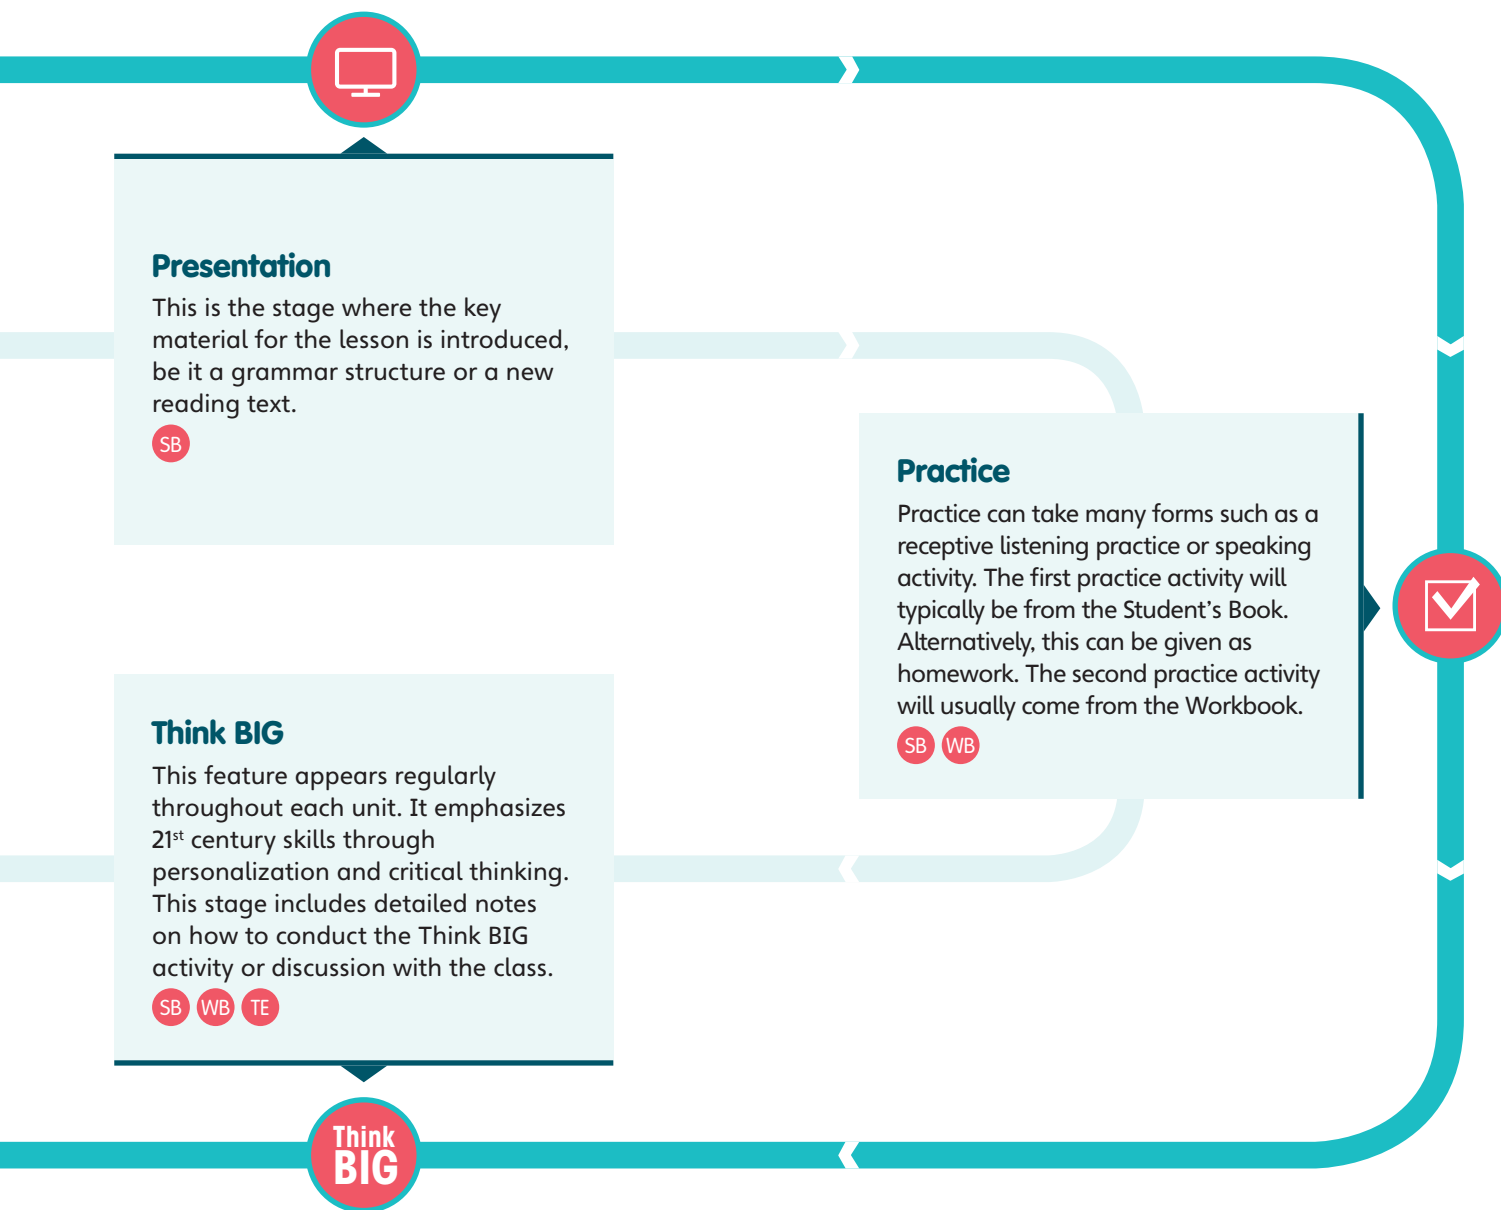 Presentation
This is the stage where the key
material for the lesson is introduced,
be it a grammar structure or a new
reading text.
SB
Practice
Practice can take many forms such as a
receptive listening practice or speaking
activity. The first practice activity will
typically be from the Student’s Book.
Alternatively, this can be given as
homework. The second practice activity
will usually come from the Workbook.
SB WB
Think BIG
This feature appears regularly
throughout each unit. It emphasizes
21st century skills through
personalization and critical thinking.
This stage includes detailed notes
on how to conduct the Think BIG
activity or discussion with the class.
SB WB TE
Think
BIG